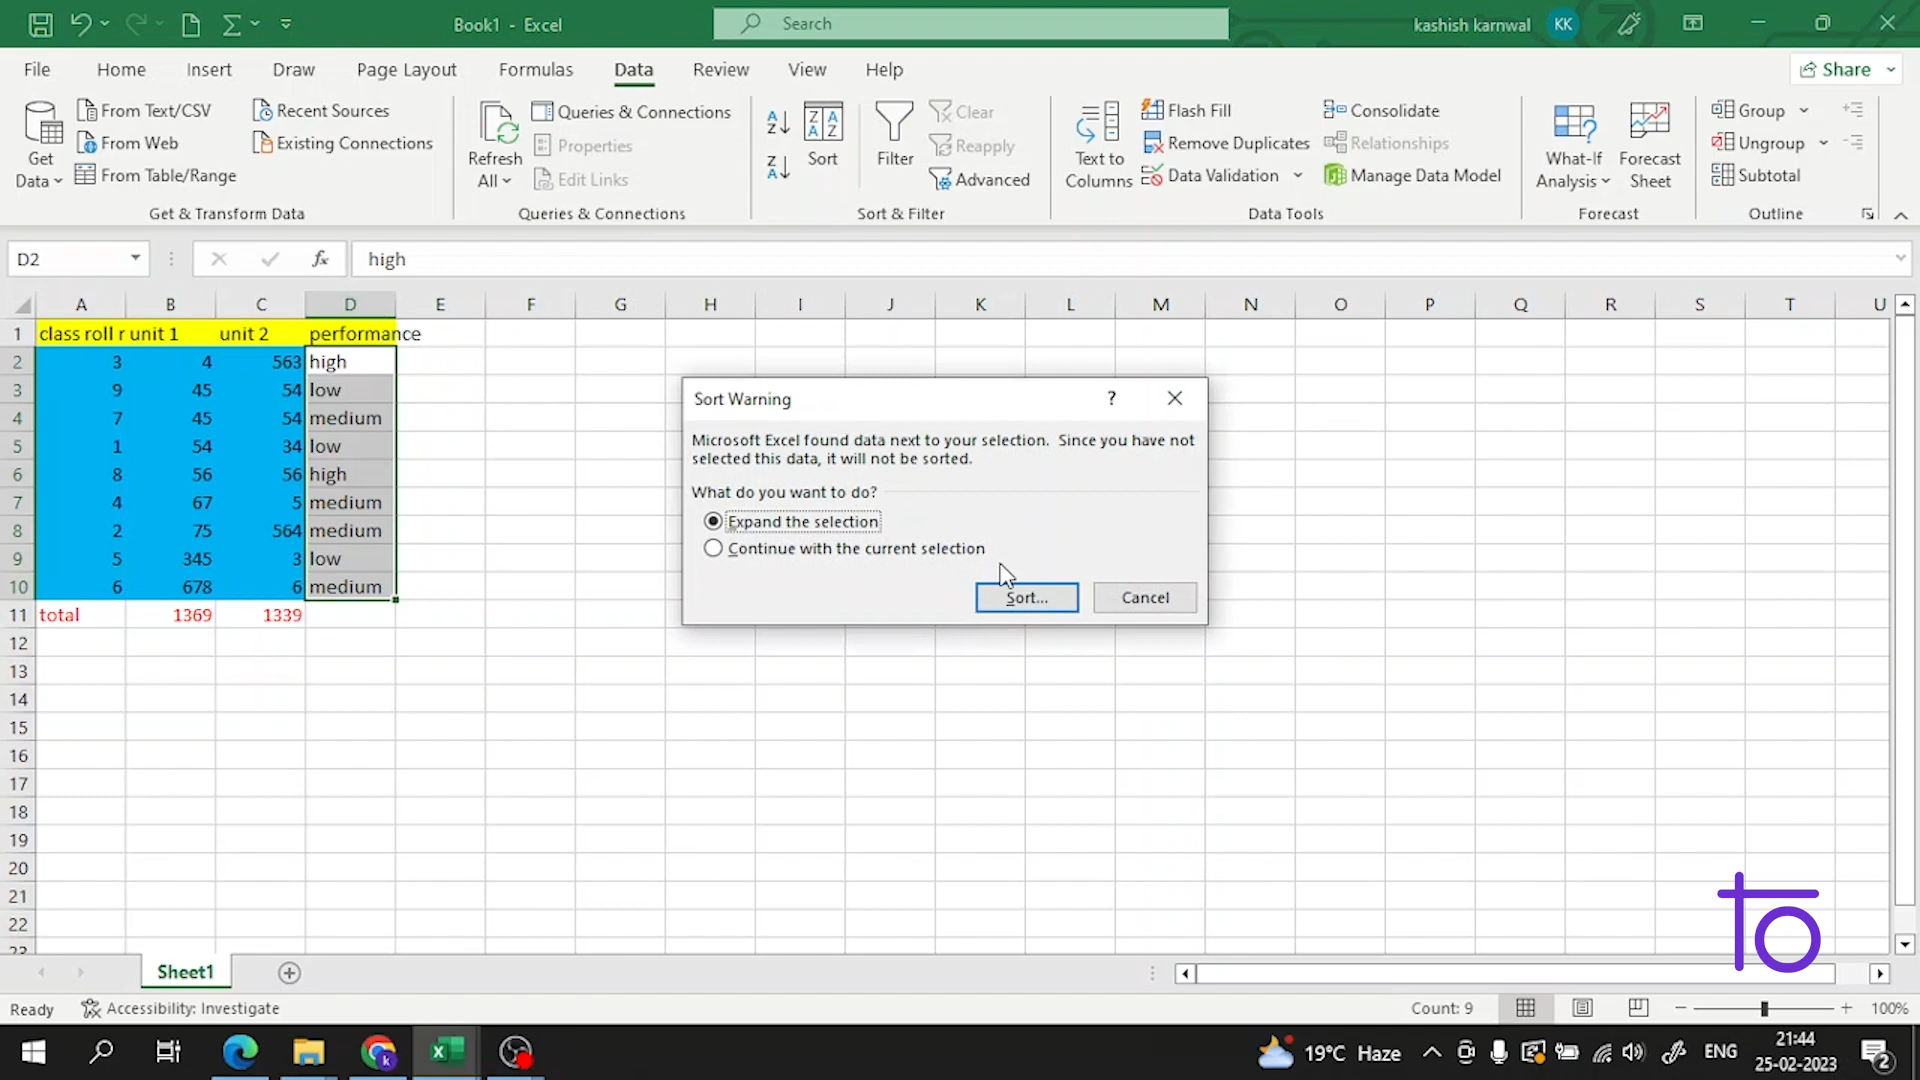 Book1 - Excel
Search
kashish karnwal KK
File Home Insert Draw Page Layout Formulas Data Review View Help Share
Get Data
From Text/CSV
From Web
From Table/Range
Recent Sources
Existing Connections
Get & Transform Data
Refresh All
Queries & Connections
Properties
Edit Links
Queries & Connections
Sort
Filter
Clear
Reapply
Advanced
Sort & Filter
Text to Columns
Flash Fill
Remove Duplicates
Data Validation
Consolidate
Relationships
Manage Data Model
Data Tools
What-If Analysis
Forecast Sheet
Forecast
Group
Ungroup
Subtotal
Outline
D2 fx high
A B C D E F G H I J K L M N O P Q R S T U
1 class roll r unit 1 unit 2 performance
2 3 4 563 high
3 9 45 54 low
4 7 45 54 medium
5 1 54 34 low
6 8 56 56 high
7 4 67 5 medium
8 2 75 564 medium
9 5 345 3 low
10 6 678 6 medium
11 total 1369 1339
12
13
14
15
16
17
18
19
20
21
22
23
Sort Warning ?
Microsoft Excel found data next to your selection. Since you have not
selected this data, it will not be sorted.
What do you want to do?
Expand the selection
Continue with the current selection
Sort... Cancel
to
Sheet1
Ready Accessibility: Investigate Count: 9 100%
19°C Haze ENG 21:44
25-02-2023 2